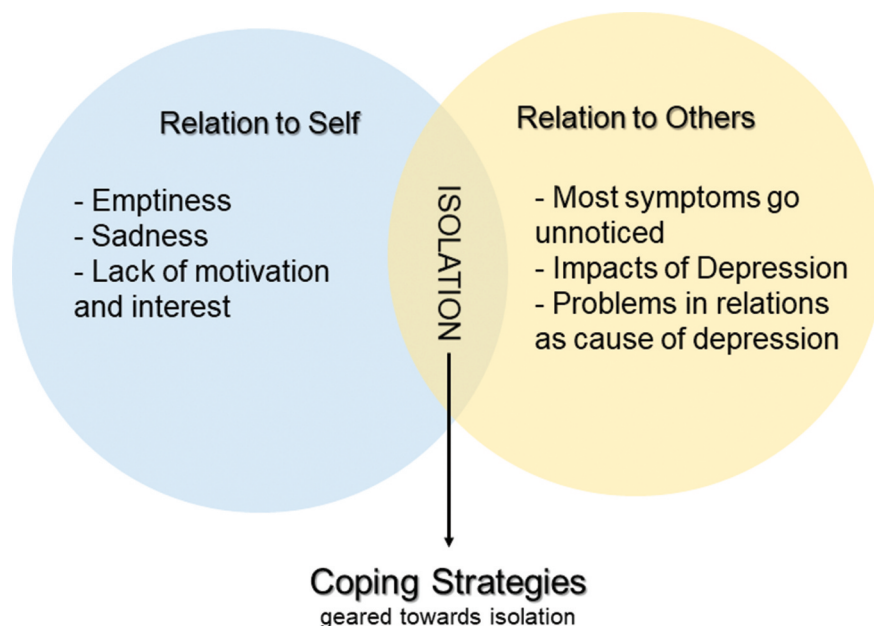 Relation to Self
- Emptiness
- Sadness
- Lack of motivation
and interest
ISOLATION
Relation to Others
- Most symptoms go
unnoticed
- Impacts of Depression
- Problems in relations
as cause of depression
Coping Strategies
geared towards isolation